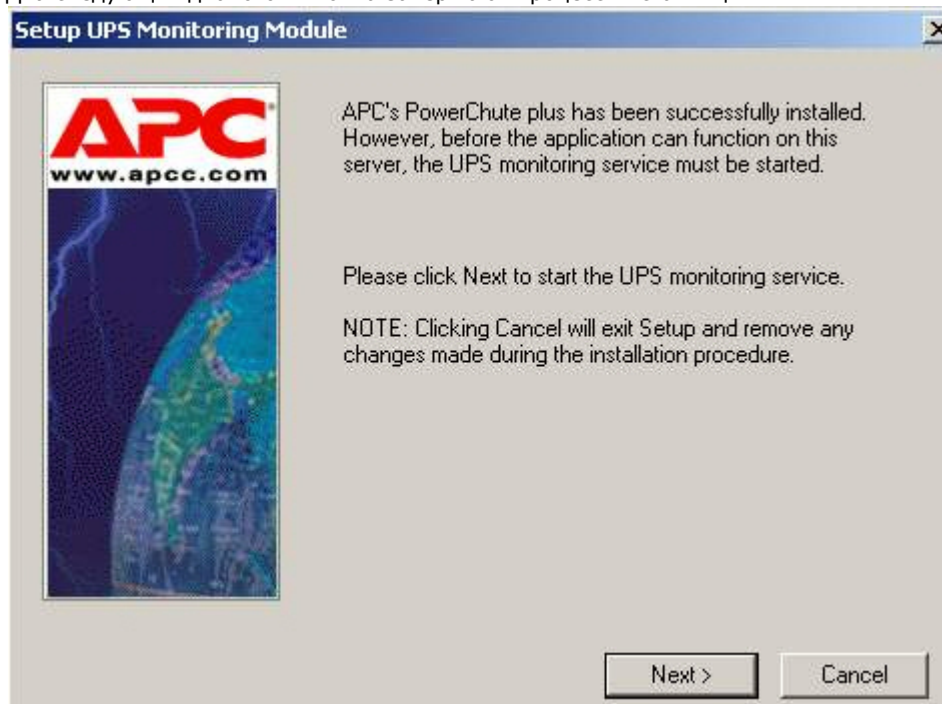 Setup UPS Monitoring Module
APC
www.apcc.com
APC's PowerChute plus has been successfully installed.
However, before the application can function on this
server, the UPS monitoring service must be started.
Please click Next to start the UPS monitoring service.
NOTE: Clicking Cancel will exit Setup and remove any
changes made during the installation procedure.
Next >
Cancel